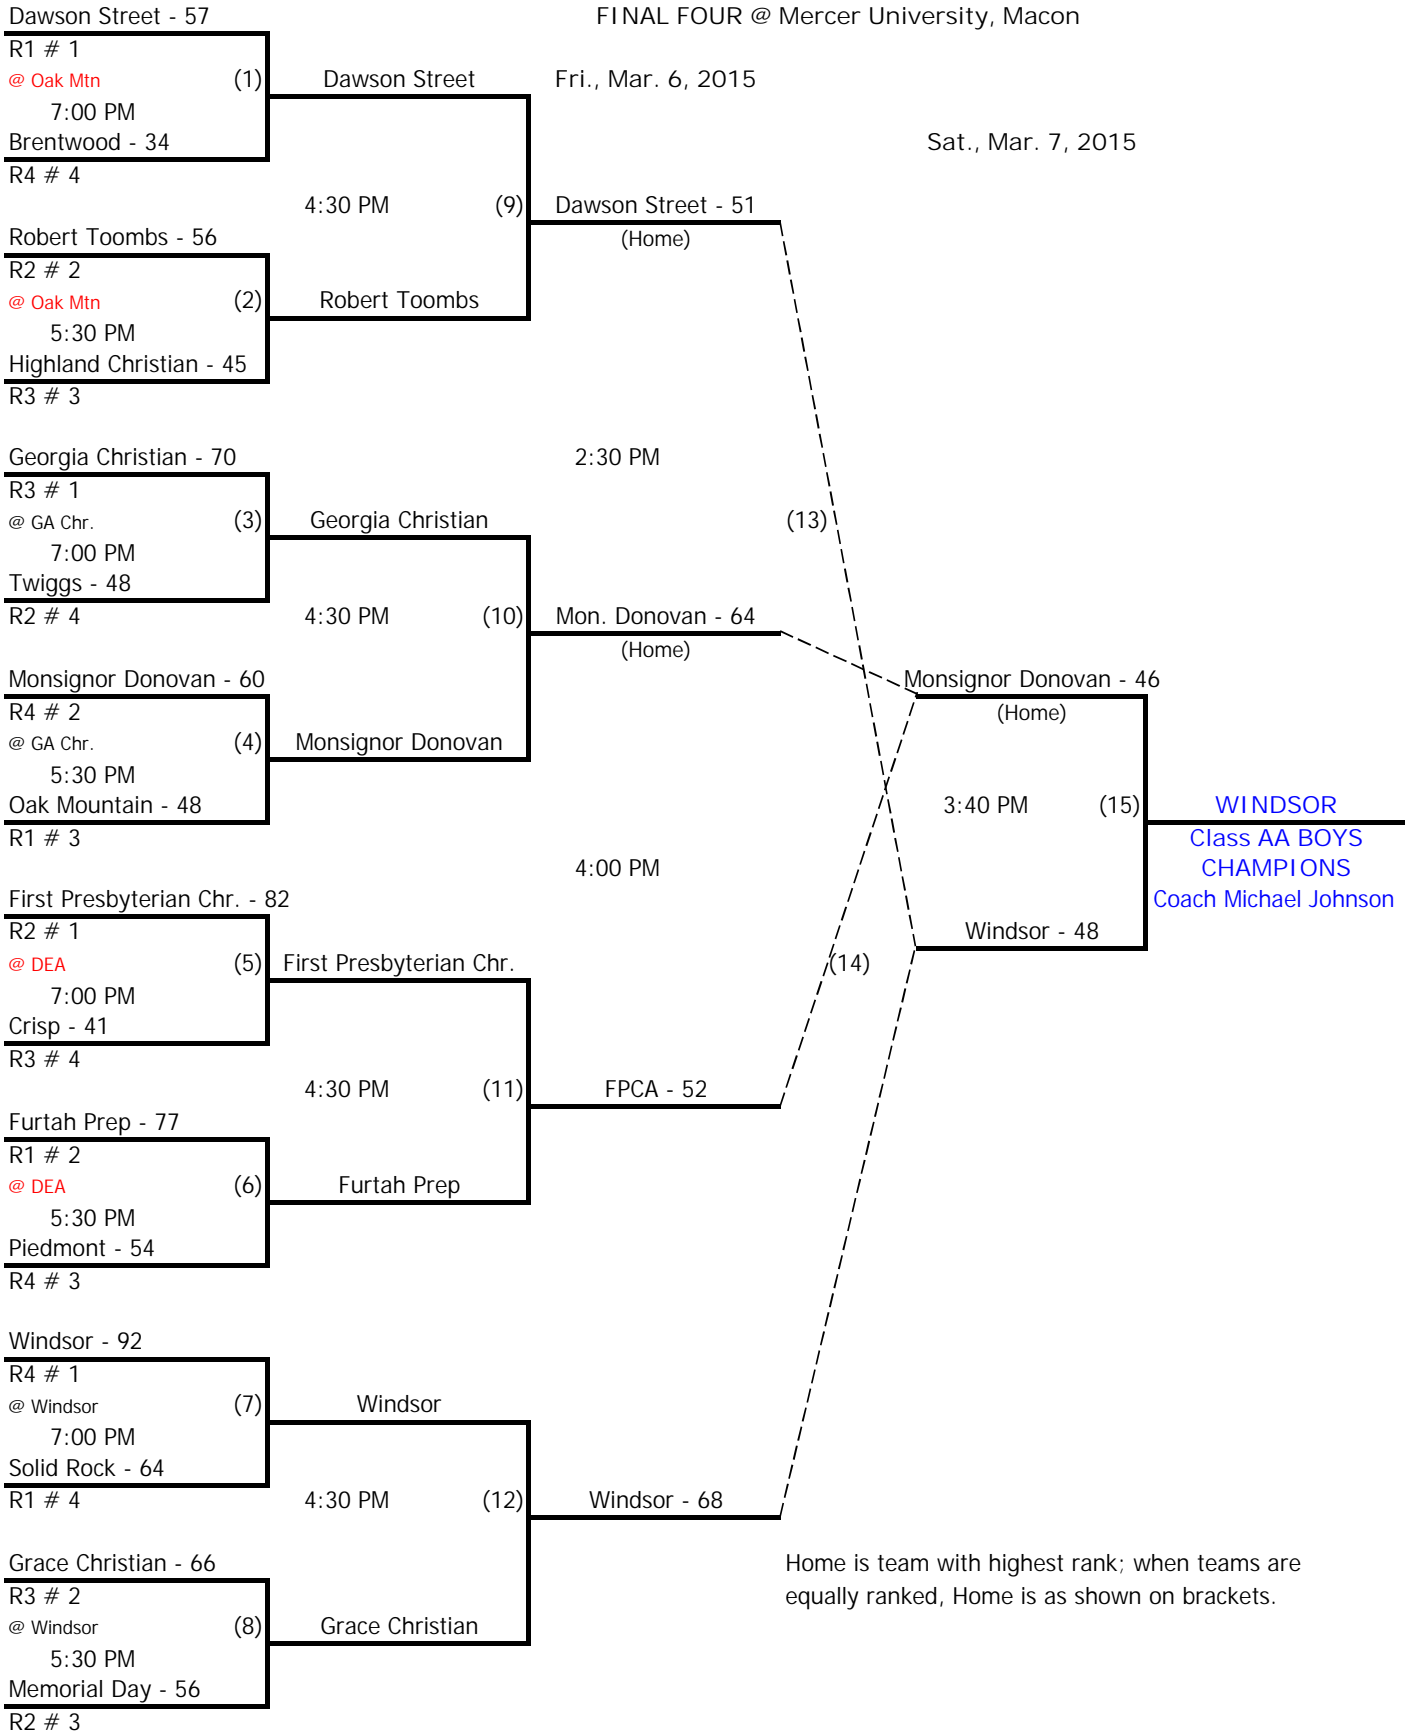 Dawson Street - 57
FINAL FOUR @ Mercer University, Macon
R1 # 1
@ Oak Mtn
(1)
Dawson Street
Fri., Mar. 6, 2015
7:00 PM
Brentwood - 34
Sat., Mar. 7, 2015
R4 # 4
4:30 PM
(9)
Dawson Street - 51
(Home)
Robert Toombs - 56
R2 # 2
@ Oak Mtn
(2)
Robert Toombs
5:30 PM
Highland Christian - 45
R3 # 3
Georgia Christian - 70
2:30 PM
R3 # 1
@ GA Chr.
(3)
Georgia Christian
(13)
7:00 PM
Twiggs - 48
R2 # 4
4:30 PM
(10)
Mon. Donovan - 64
(Home)
Monsignor Donovan - 60
Monsignor Donovan - 46
R4 # 2
(Home)
@ GA Chr.
(4)
Monsignor Donovan
5:30 PM
Oak Mountain - 48
3:40 PM
(15)
WINDSOR
R1 # 3
Class AA BOYS
4:00 PM
CHAMPIONS
First Presbyterian Chr. - 82
Coach Michael Johnson
R2 # 1
Windsor - 48
@ DEA
(5)
First Presbyterian Chr.
(14)
7:00 PM
Crisp - 41
R3 # 4
4:30 PM
(11)
FPCA - 52
Furtah Prep - 77
R1 # 2
@ DEA
(6)
Furtah Prep
5:30 PM
Piedmont - 54
R4 # 3
Windsor - 92
R4 # 1
@ Windsor
(7)
Windsor
7:00 PM
Solid Rock - 64
R1 # 4
4:30 PM
(12)
Windsor - 68
Grace Christian - 66
Home is team with highest rank; when teams are
equally ranked, Home is as shown on brackets.
R3 # 2
@ Windsor
(8)
Grace Christian
5:30 PM
Memorial Day - 56
R2 # 3